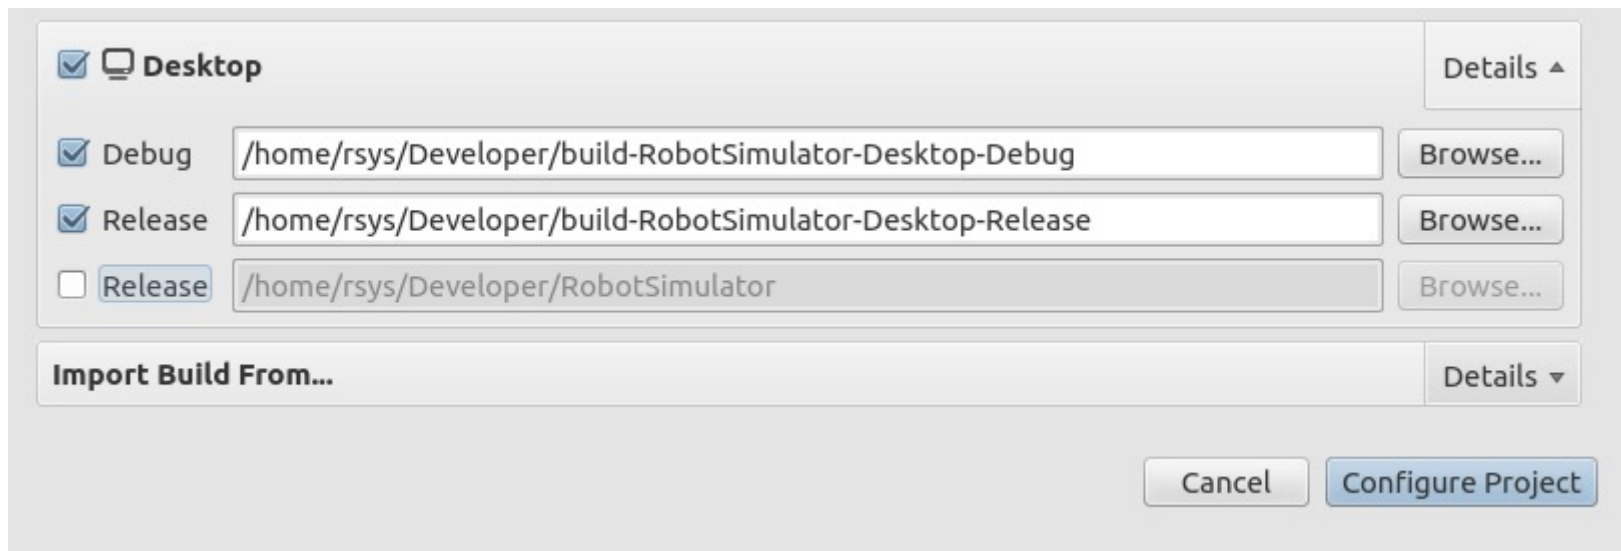 Desktop Details
Debug /home/rsys/Developer/build-RobotSimulator-Desktop-Debug Browse...
Release /home/rsys/Developer/build-RobotSimulator-Desktop-Release Browse...
Release /home/rsys/Developer/RobotSimulator Browse...
Import Build From... Details
Cancel Configure Project